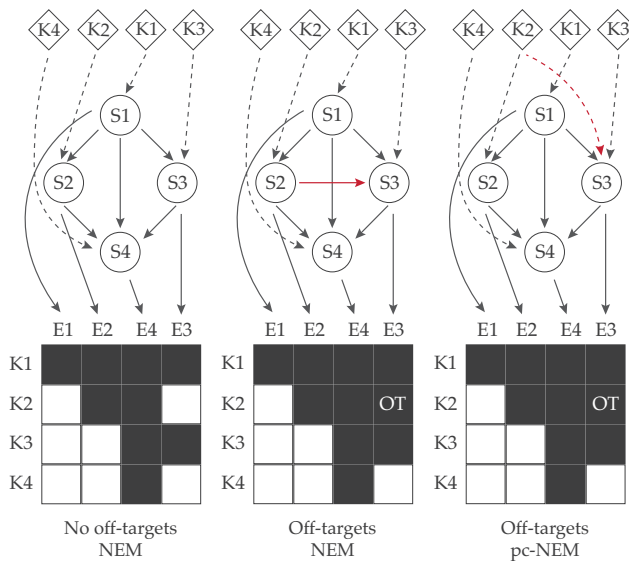 K4 K2 K1 K3
S1
S2 S3
S4
E1 E2 E4 E3
K1
K2
K3
K4
No off-targets
NEM
K4 K2 K1 K3
S1
S2 S3
S4
E1 E2 E4 E3
K1
K2 OT
K3
K4
Off-targets
NEM
K4 K2 K1 K3
S1
S2 S3
S4
E1 E2 E4 E3
K1
K2 OT
K3
K4
Off-targets
pc-NEM